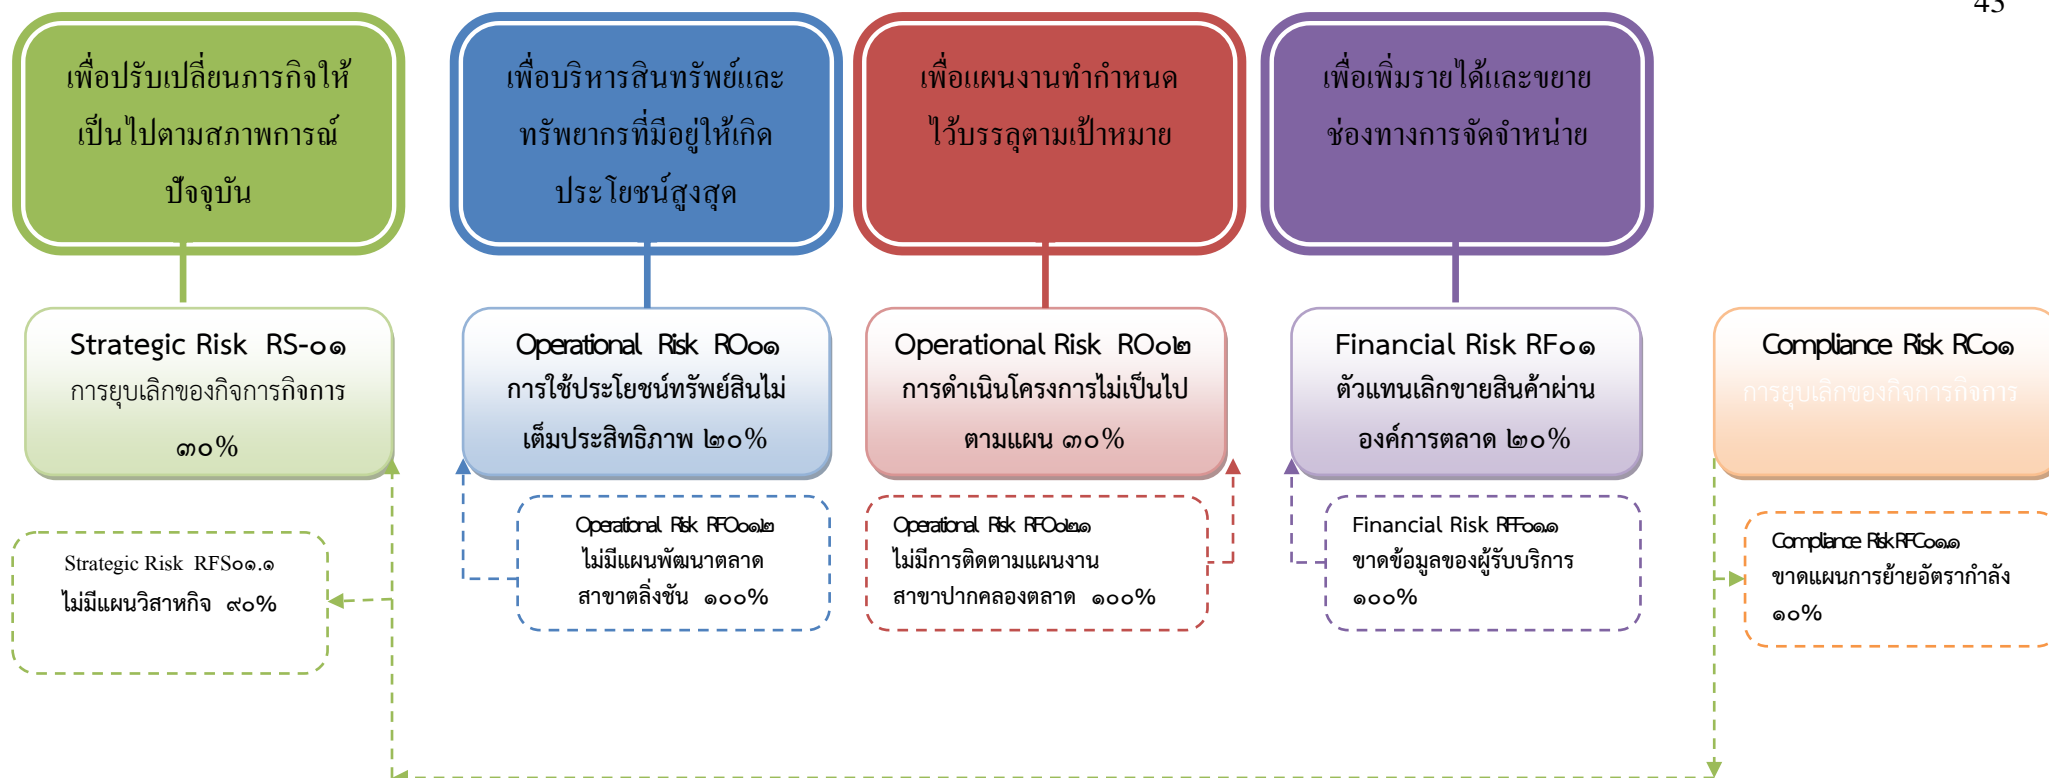 43
เพื่อปรับเปลี่ยนภารกิจให้
เป็นไปตามสภาพการณ์
ปัจจุบัน
เพื่อบริหารสินทรัพย์และ
ทรัพยากรที่มีอยู่ให้เกิด
ประโยชน์สูงสุด
เพื่อแผนงานทำกำหนด
ไว้บรรลุตามเป้าหมาย
เพื่อเพิ่มรายได้และขยาย
ช่องทางการจัดจำหน่าย
Strategic Risk RS-๐๑
การยุบเลิกของกิจการกิจการ
๓๐%
Operational Risk RO๐๑
การใช้ประโยชน์ทรัพย์สินไม่
เต็มประสิทธิภาพ ๒๐%
Operational Risk RO๐๒
การดำเนินโครงการไม่เป็นไป
ตามแผน ๓๐%
Financial Risk RF๐๑
ตัวแทนเลิกขายสินค้าผ่าน
องค์การตลาด ๒๐%
Compliance Risk RC๐๑
การยุบเลิกของกิจการกิจการ
Strategic Risk RFS๐๑.๑
ไม่มีแผนวิสาหกิจ ๙๐%
Operational Risk RFO๐๑.๒
ไม่มีแผนพัฒนาตลาด
สาขาตลิ่งชัน ๑๐๐%
Operational Risk RFO๐๒.๑
ไม่มีการติดตามแผนงาน
สาขาปากคลองตลาด ๑๐๐%
Financial Risk RFF๐๑.๑
ขาดข้อมูลของผู้รับบริการ
๑๐๐%
Compliance Risk RFC๐๑.๑
ขาดแผนการย้ายอัตรากำลัง
๑๐%